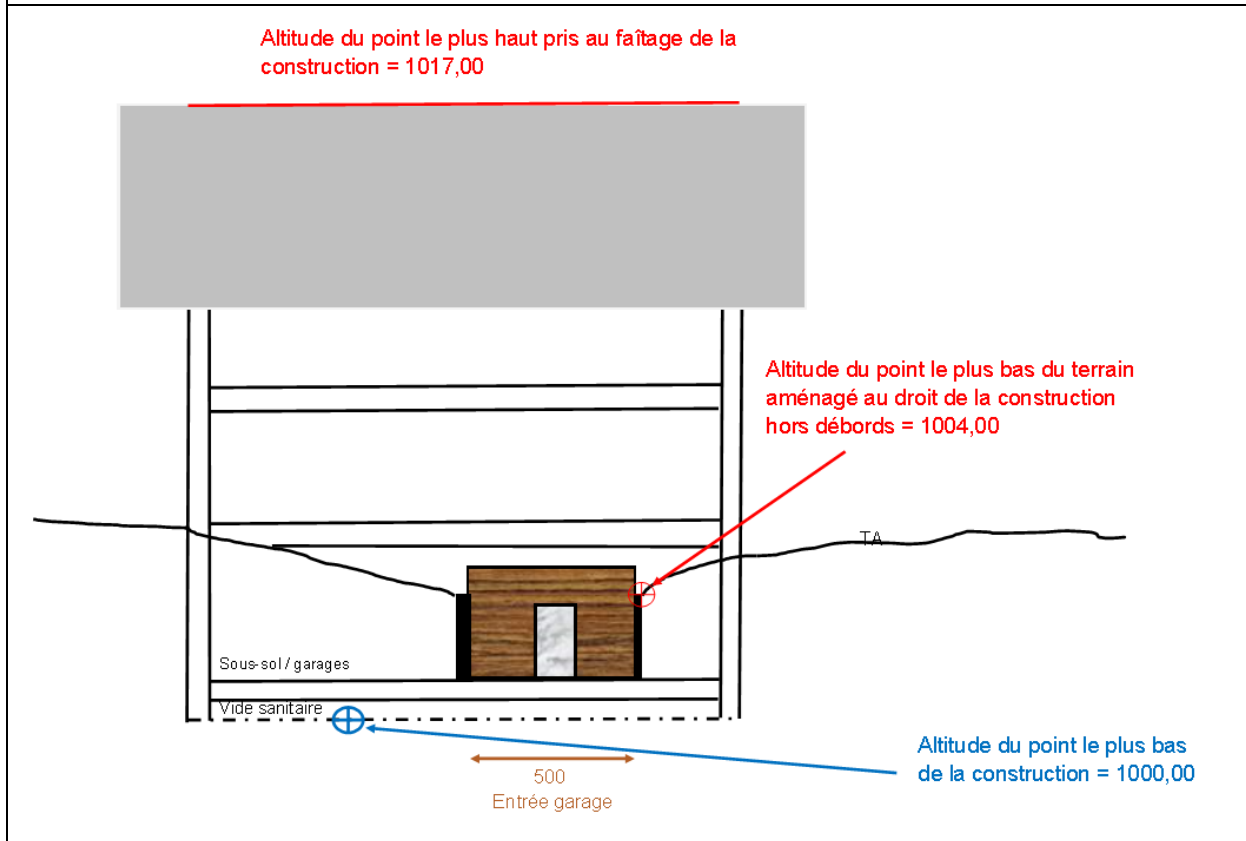 Altitude du point le plus haut pris au faîtage de la
construction = 1017,00
Altitude du point le plus bas du terrain
aménagé au droit de la construction
hors débords = 1004,00
TA
Sous-sol / garages
Vide sanitaire
Altitude du point le plus bas
de la construction = 1000,00
500
Entrée garage